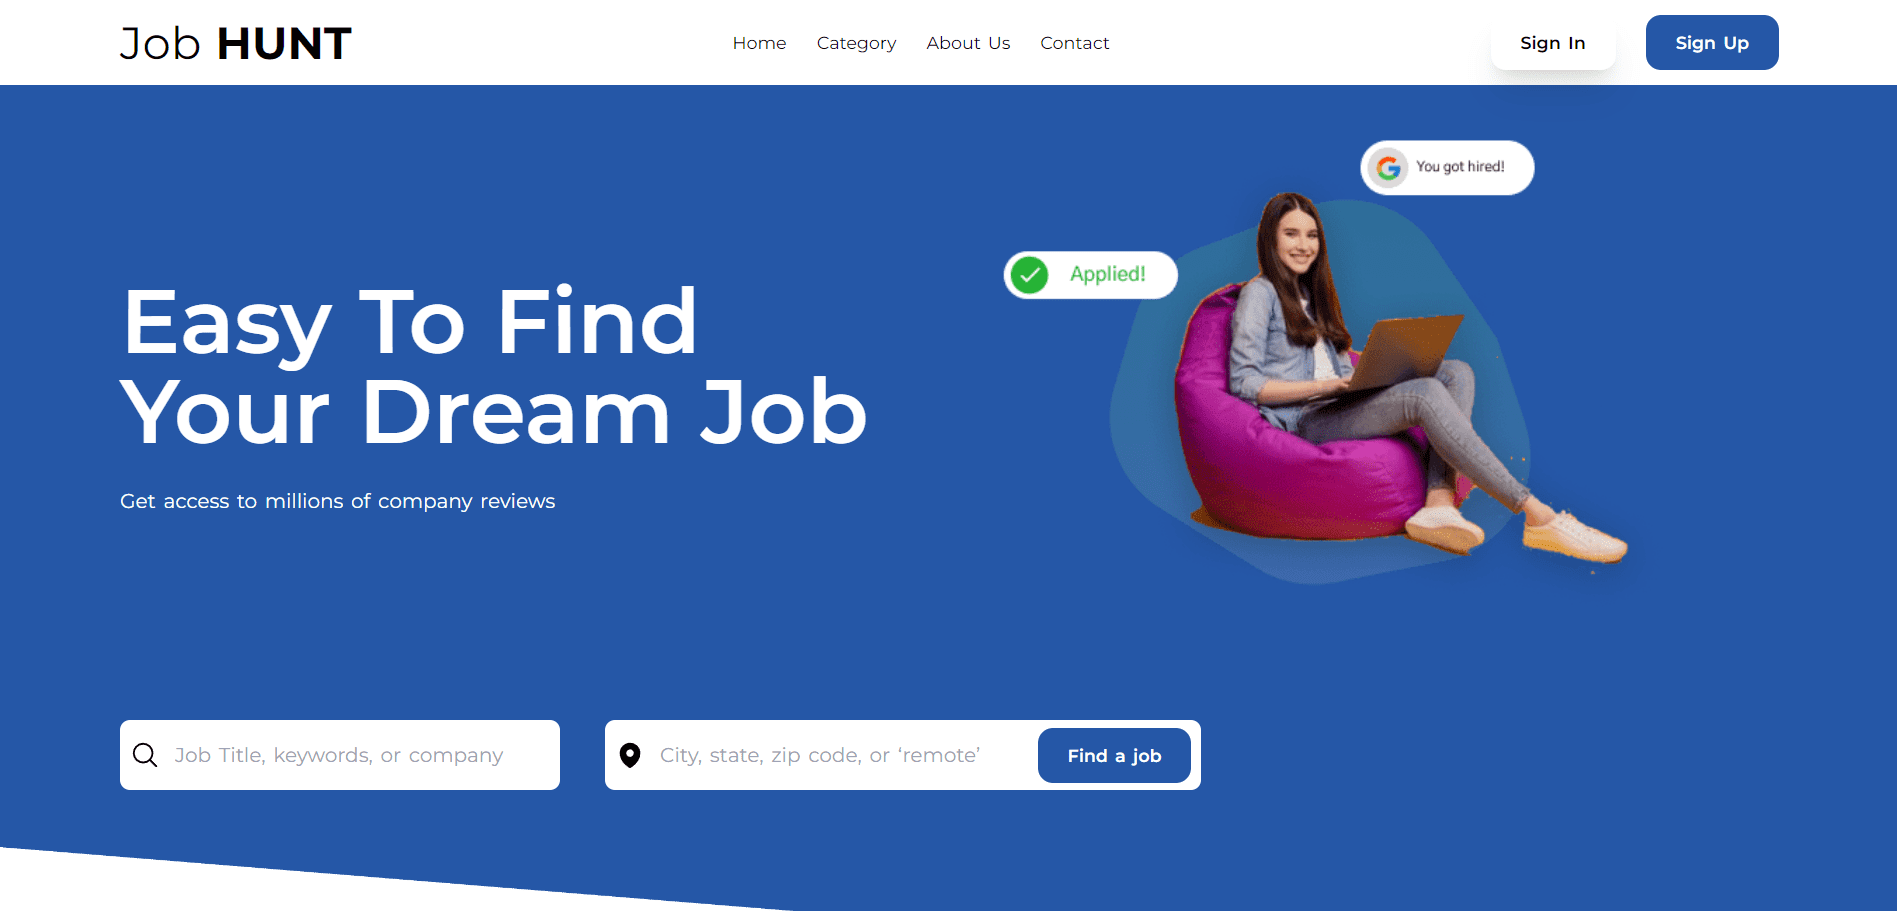 Job HUNT
Home
Category
About Us
Contact
Sign In
Sign Up
You got hired!
Applied!
Easy To Find
Your Dream Job
Get access to millions of company reviews
Job Title, keywords, or company
City, state, zip code, or ‘remote’
Find a job